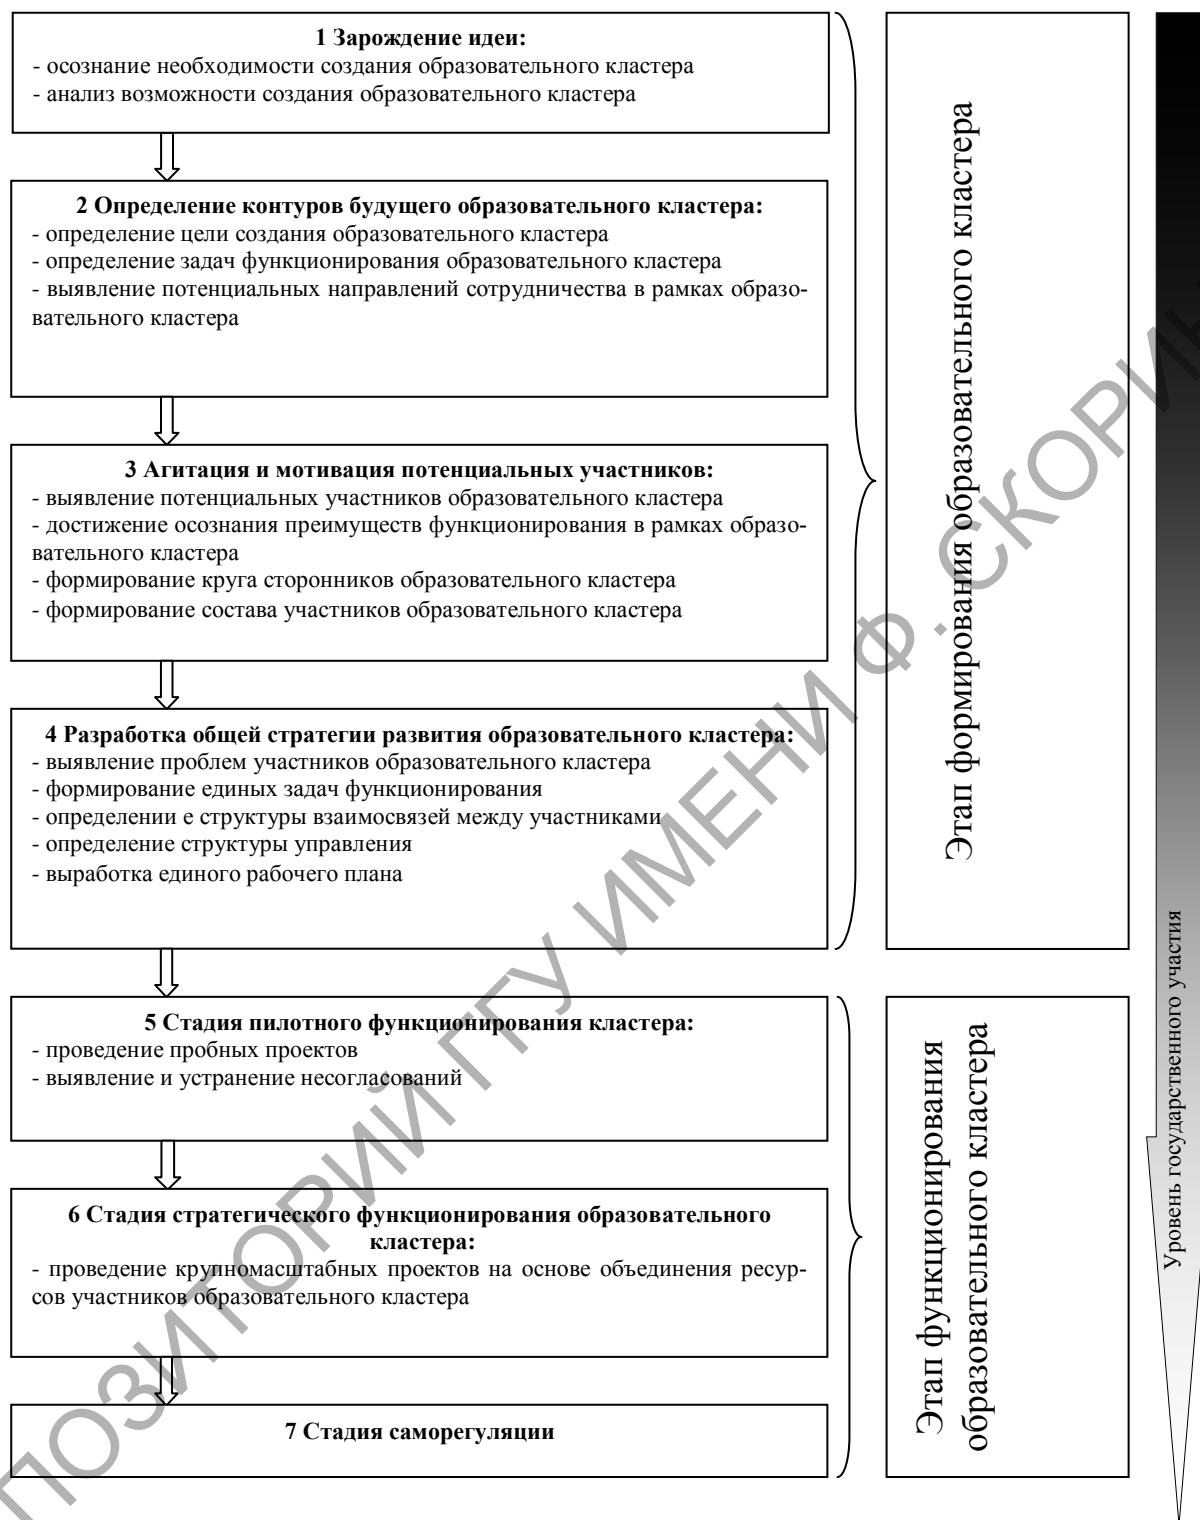 1 Зарождение идеи:
- осознание необходимости создания образовательного кластера
- анализ возможности создания образовательного кластера
2 Определение контуров будущего образовательного кластера:
- определение цели создания образовательного кластера
- определение задач функционирования образовательного кластера
- выявление потенциальных направлений сотрудничества в рамках образо-
вательного кластера
3 Агитация и мотивация потенциальных участников:
- выявление потенциальных участников образовательного кластера
- достижение осознания преимуществ функционирования в рамках образо-
вательного кластера
- формирование круга сторонников образовательного кластера
- формирование состава участников образовательного кластера
4 Разработка общей стратегии развития образовательного кластера:
- выявление проблем участников образовательного кластера
- формирование единых задач функционирования
- определении е структуры взаимосвязей между участниками
- определение структуры управления
- выработка единого рабочего плана
5 Стадия пилотного функционирования кластера:
- проведение пробных проектов
- выявление и устранение несогласований
6 Стадия стратегического функционирования образовательного
кластера:
- проведение крупномасштабных проектов на основе объединения ресур-
сов участников образовательного кластера
7 Стадия саморегуляции
Этап формирования образовательного кластера
Этап функционирования
образовательного кластера
Уровень государственного участия
ПОЗИТОРИЙ ГГУ ИМЕНИ Ф. СКОРИН